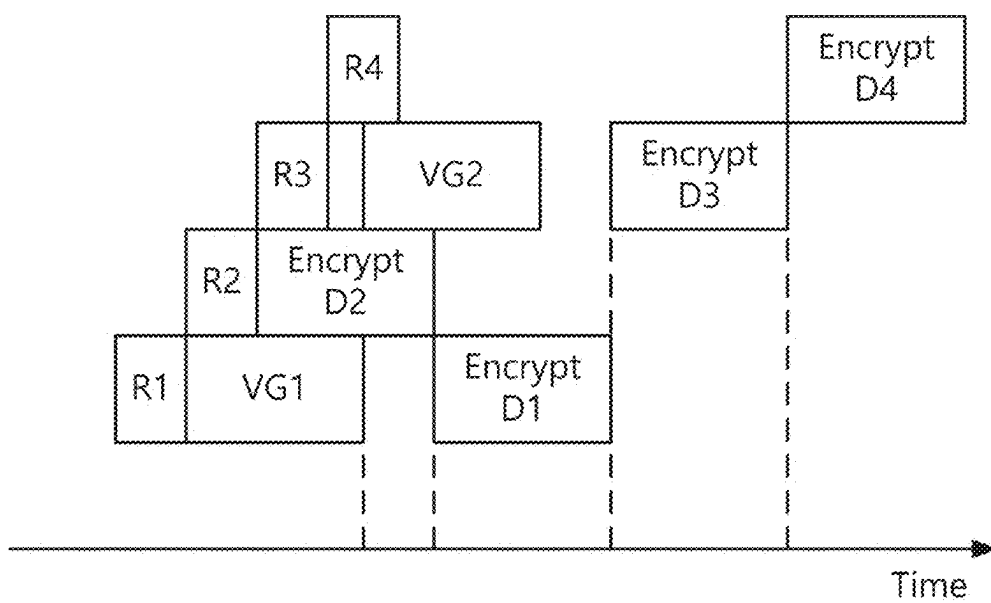 R4
Encrypt
D4
R3
VG2
Encrypt
D3
R2
Encrypt
D2
R1
VG1
Encrypt
D1
Time